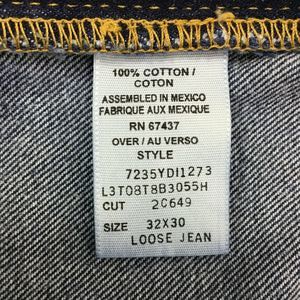 100% COTTON/
COTON
ASSEMBLED IN MEXICO
FABRIQUE AUX MEXIQUE
RN 67437
OVER / AU VERSO
STYLE
7235YDI1273
L3T08T8B3055H
CUT 2C649
SIZE 32X30
LOOSE JEAN